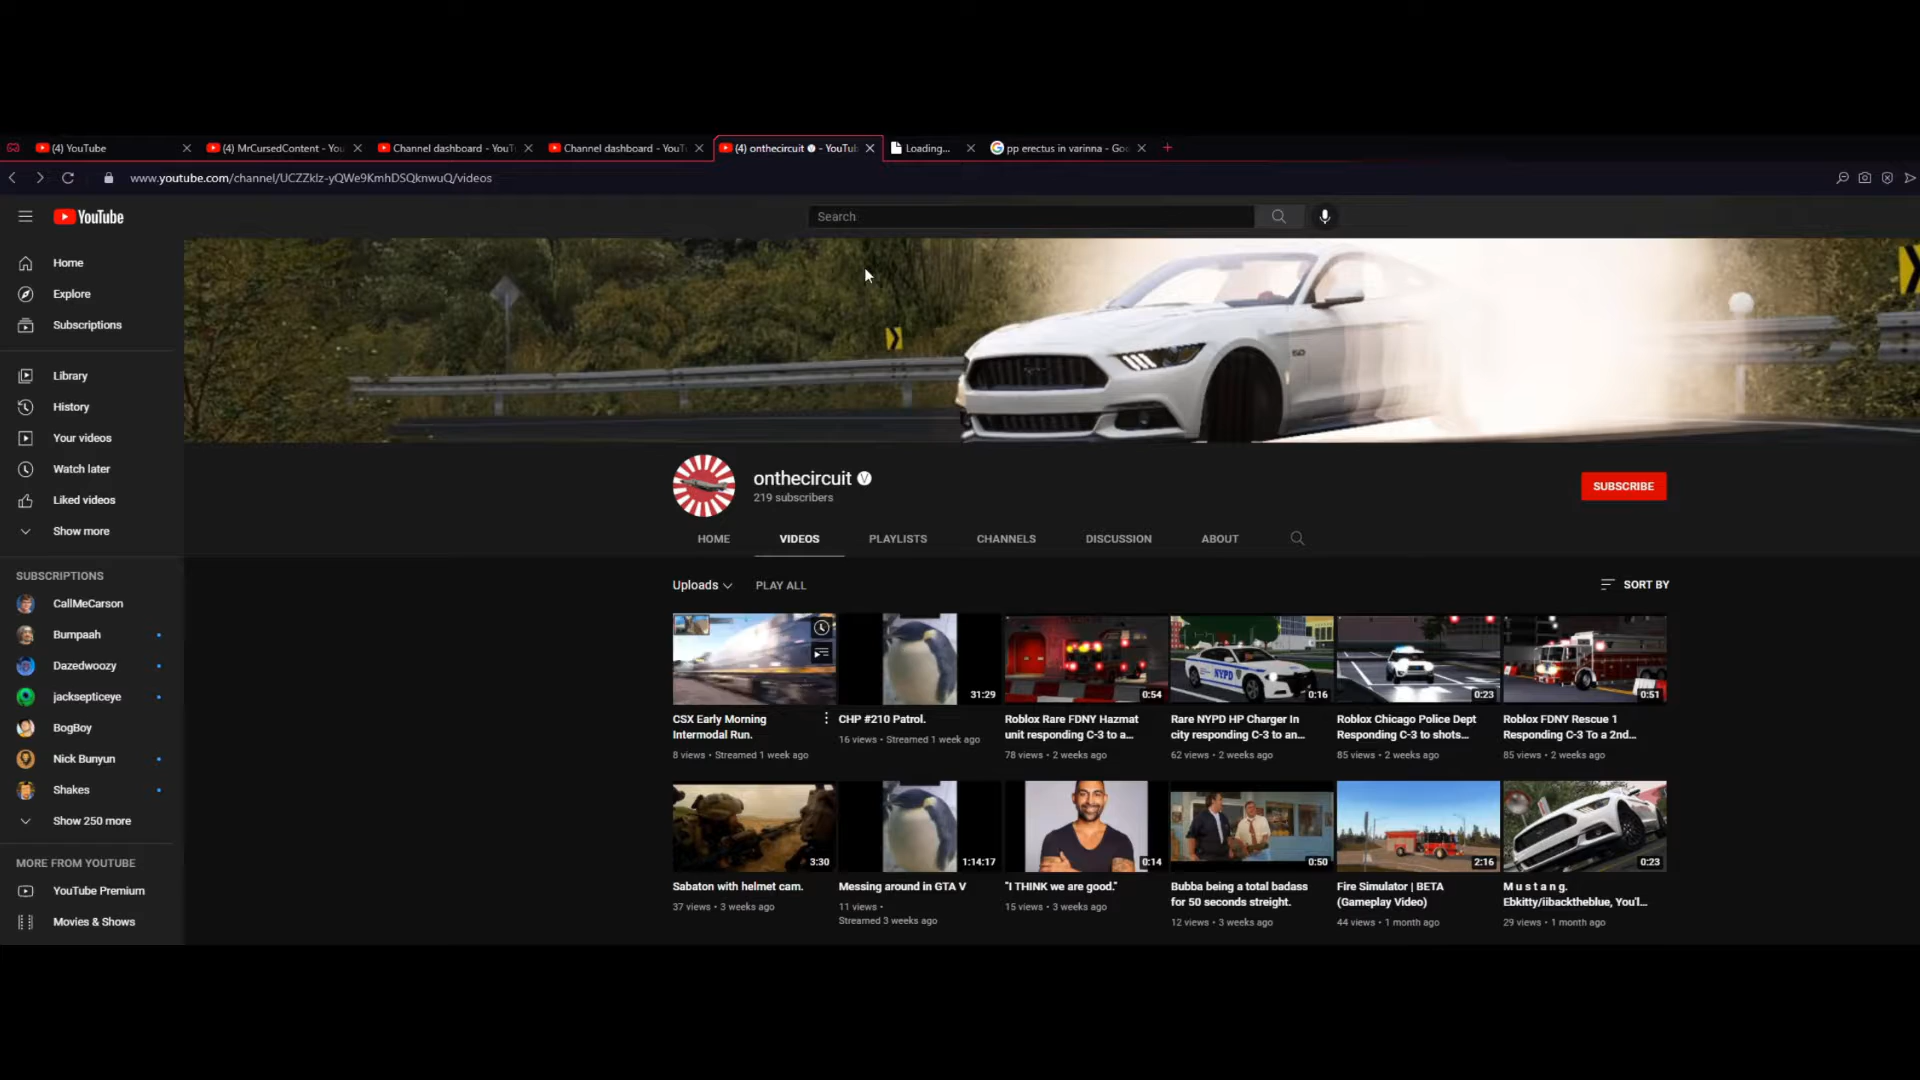 (4) YouTube
(4) MrCursedContent - You
Channel dashboard - YouT
Channel dashboard - YouT
(4) onthecircuit - YouTub
Loading...
pp erectus in varinna - Goo
www.youtube.com/channel/UCZZklz-yQWe9KmhDSQknwuQ/videos
YouTube
Search
Home
Explore
Subscriptions
Library
History
Your videos
Watch later
Liked videos
Show more
SUBSCRIPTIONS
CallMeCarson
Bumpaah
Dazedwoozy
jacksepticeye
BogBoy
Nick Bunyun
Shakes
Show 250 more
MORE FROM YOUTUBE
YouTube Premium
Movies & Shows
onthecircuit
219 subscribers
SUBSCRIBE
HOME
VIDEOS
PLAYLISTS
CHANNELS
DISCUSSION
ABOUT
Uploads
PLAY ALL
SORT BY
31:29
0:54
NYPD
0:16
0:23
0:51
CSX Early Morning
Intermodal Run.
8 views • Streamed 1 week ago
CHP #210 Patrol.
16 views • Streamed 1 week ago
Roblox Rare FDNY Hazmat
unit responding C-3 to a...
78 views • 2 weeks ago
Rare NYPD HP Charger In
city responding C-3 to an...
62 views • 2 weeks ago
Roblox Chicago Police Dept
Responding C-3 to shots...
85 views • 2 weeks ago
Roblox FDNY Rescue 1
Responding C-3 To a 2nd...
85 views • 2 weeks ago
3:30
1:14:17
0:14
0:50
2:16
0:23
Sabaton with helmet cam.
37 views • 3 weeks ago
Messing around in GTA V
11 views •
Streamed 3 weeks ago
"I THINK we are good."
15 views • 3 weeks ago
Bubba being a total badass
for 50 seconds streight.
12 views • 3 weeks ago
Fire Simulator | BETA
(Gameplay Video)
44 views • 1 month ago
M u s t a n g.
Ebkitty/iibacktheblue, You'l...
29 views • 1 month ago